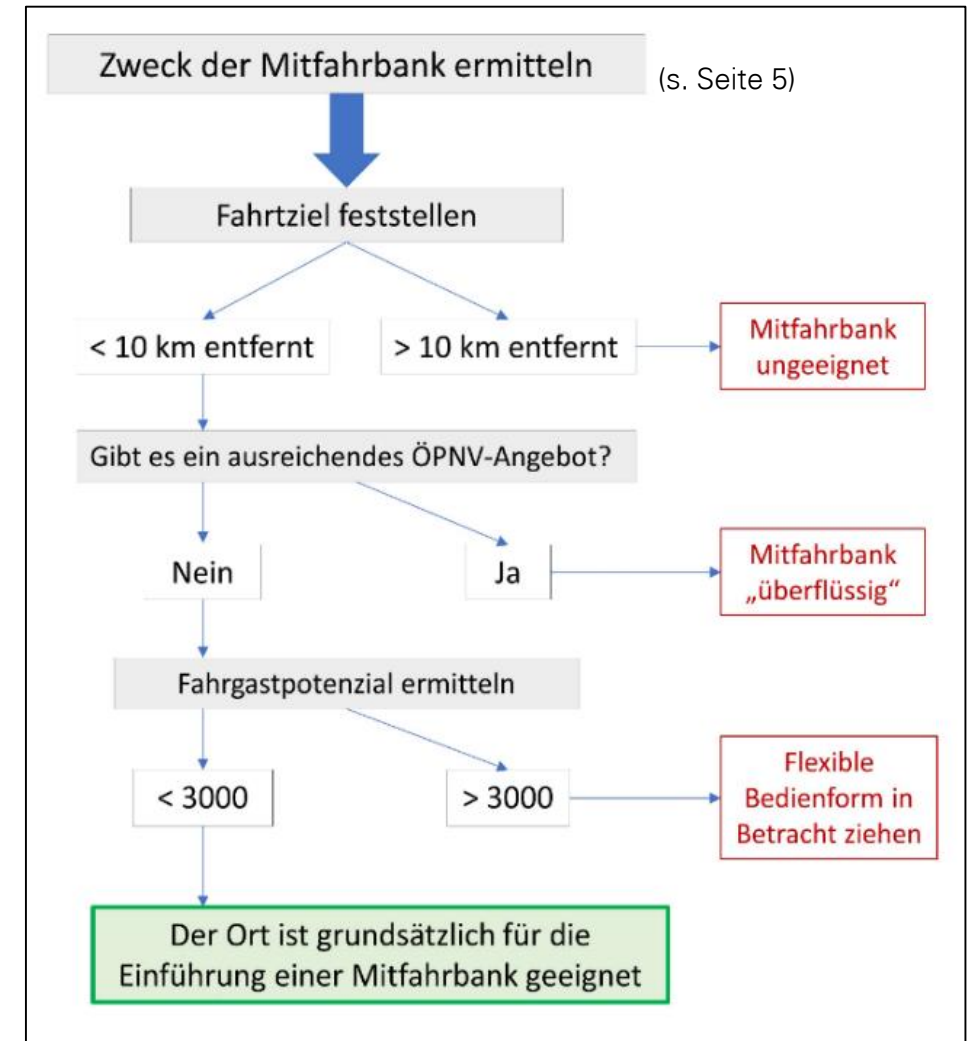 Zweck der Mitfahrbank ermitteln
(s. Seite 5)
Fahrtziel feststellen
< 10 km entfernt
> 10 km entfernt
Mitfahrbank
ungeeignet
Gibt es ein ausreichendes ÖPNV-Angebot?
Nein
Ja
Mitfahrbank
„überflüssig“
Fahrgastpotenzial ermitteln
< 3000
> 3000
Flexible
Bedienform in
Betracht ziehen
Der Ort ist grundsätzlich für die
Einführung einer Mitfahrbank geeignet